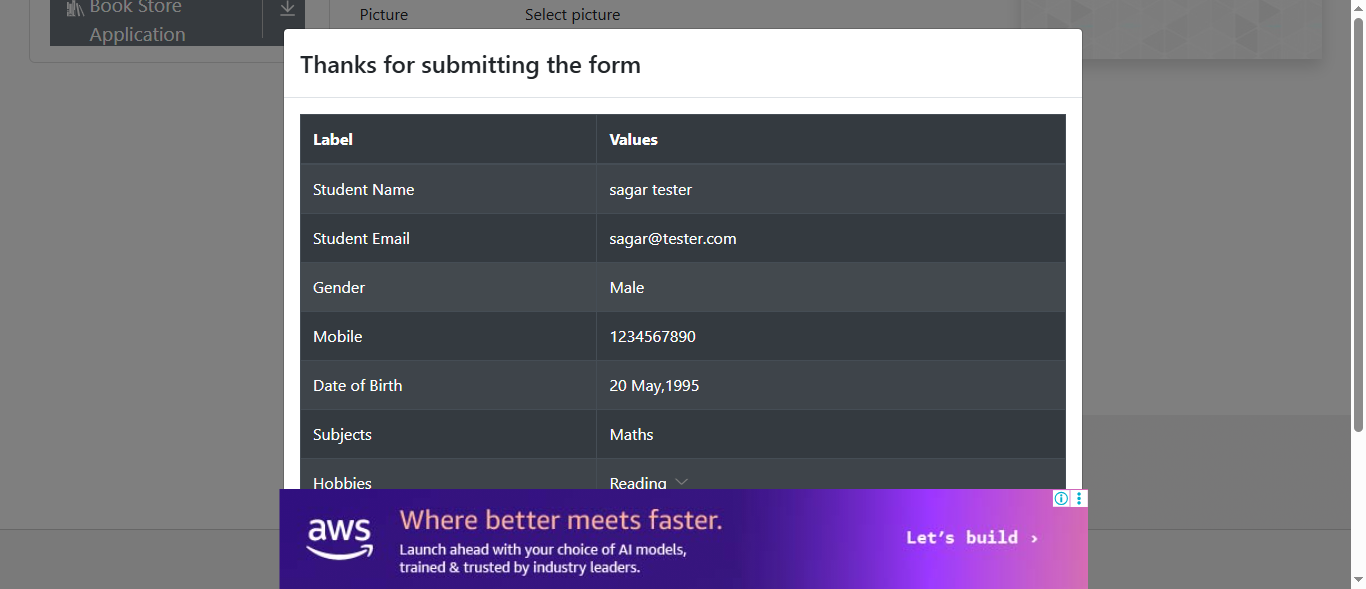 Book Store
Application
Picture Select picture
Thanks for submitting the form
Label Values
Student Name sagar tester
Student Email sagar@tester.com
Gender Male
Mobile 1234567890
Date of Birth 20 May,1995
Subjects Maths
Hobbies Reading
aws
Where better meets faster.
Launch ahead with your choice of AI models,
trained & trusted by industry leaders.
Let's build ›